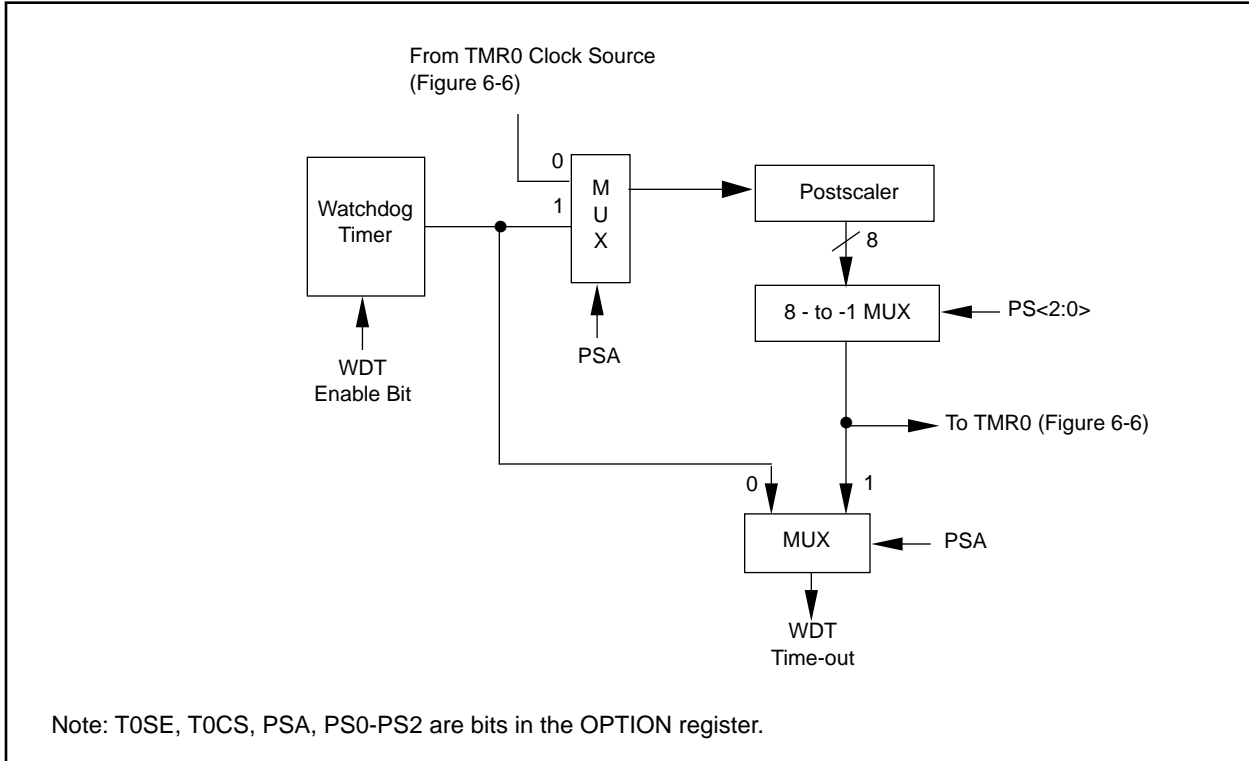 From TMR0 Clock Source
(Figure 6-6)
0
M
U
X
1
Watchdog
Timer
Postscaler
8
8 - to -1 MUX
PS<2:0>
WDT
Enable Bit
PSA
To TMR0 (Figure 6-6)
0
1
MUX
PSA
WDT
Time-out
Note: T0SE, T0CS, PSA, PS0-PS2 are bits in the OPTION register.